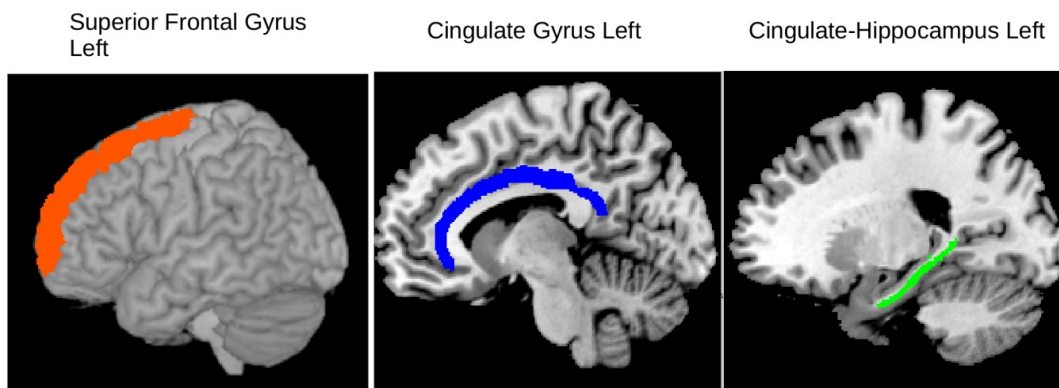 Superior Frontal Gyrus
Left
Cingulate Gyrus Left
Cingulate-Hippocampus Left